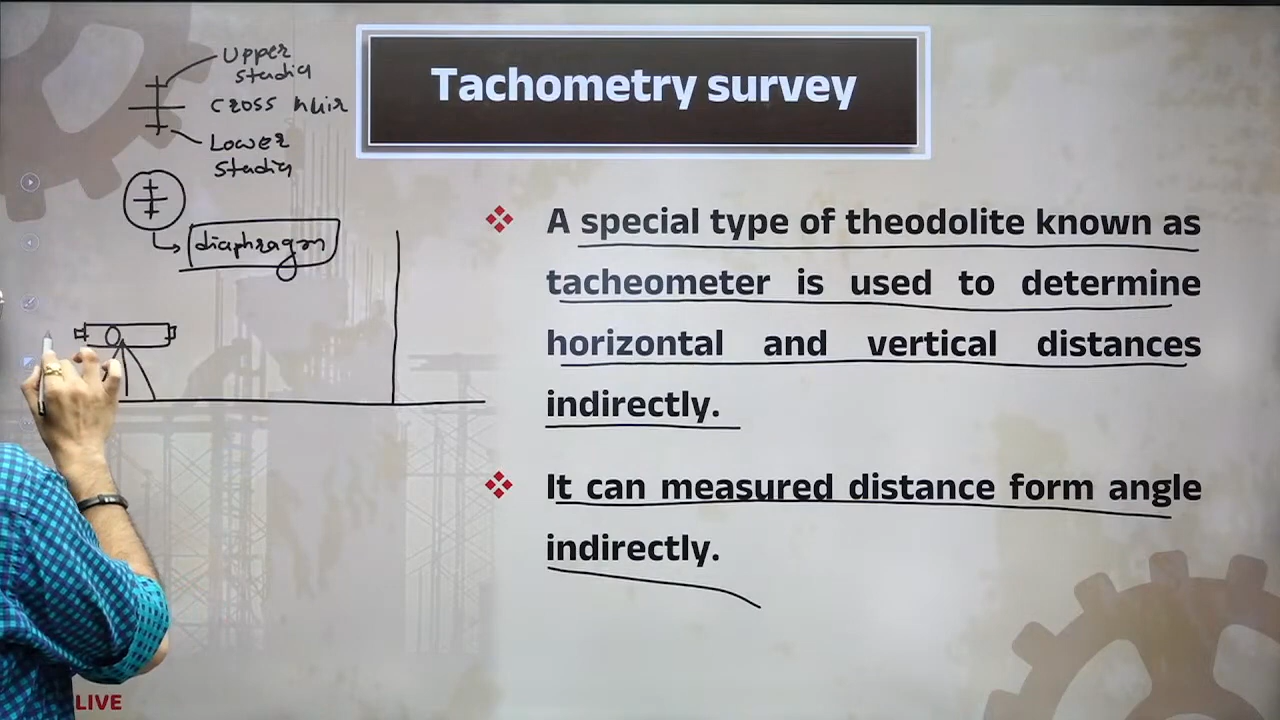 Tachometry survey
Upper
stadia
cross hair
Lower
stadia
diaphragm
A special type of theodolite known as
tacheometer is used to determine
horizontal and vertical distances
indirectly.
It can measured distance form angle
indirectly.
LIVE